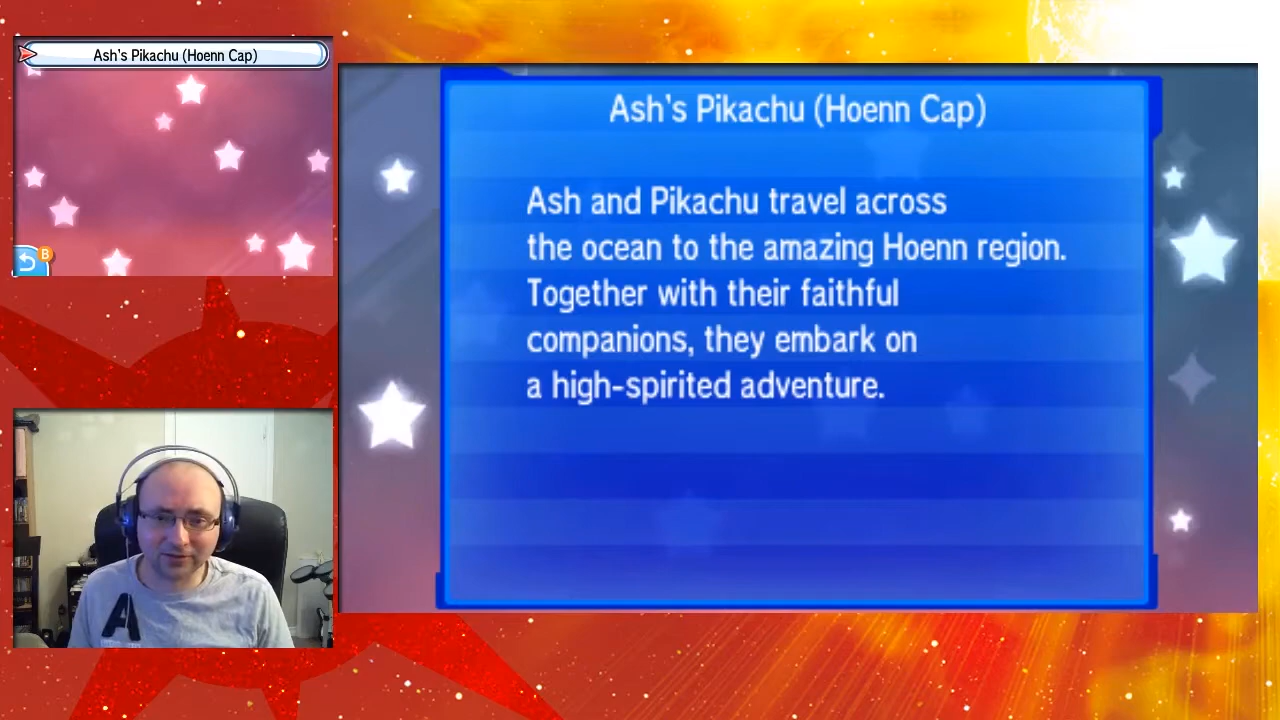 Ash's Pikachu (Hoenn Cap)
B
Ash's Pikachu (Hoenn Cap)
Ash and Pikachu travel across
the ocean to the amazing Hoenn region.
Together with their faithful
companions, they embark on
a high-spirited adventure.
A